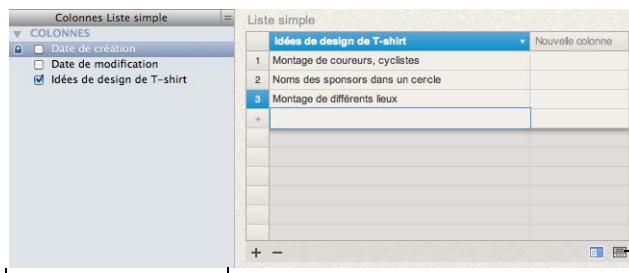 Colonnes Liste simple
COLONNES
Date de création
Date de modification
Idées de design de T-shirt
Liste simple
Idées de design de T-shirt
Nouvelle colonne
1 Montage de coureurs, cyclistes
2 Noms des sponsors dans un cercle
3 Montage de différents lieux
+
+ −